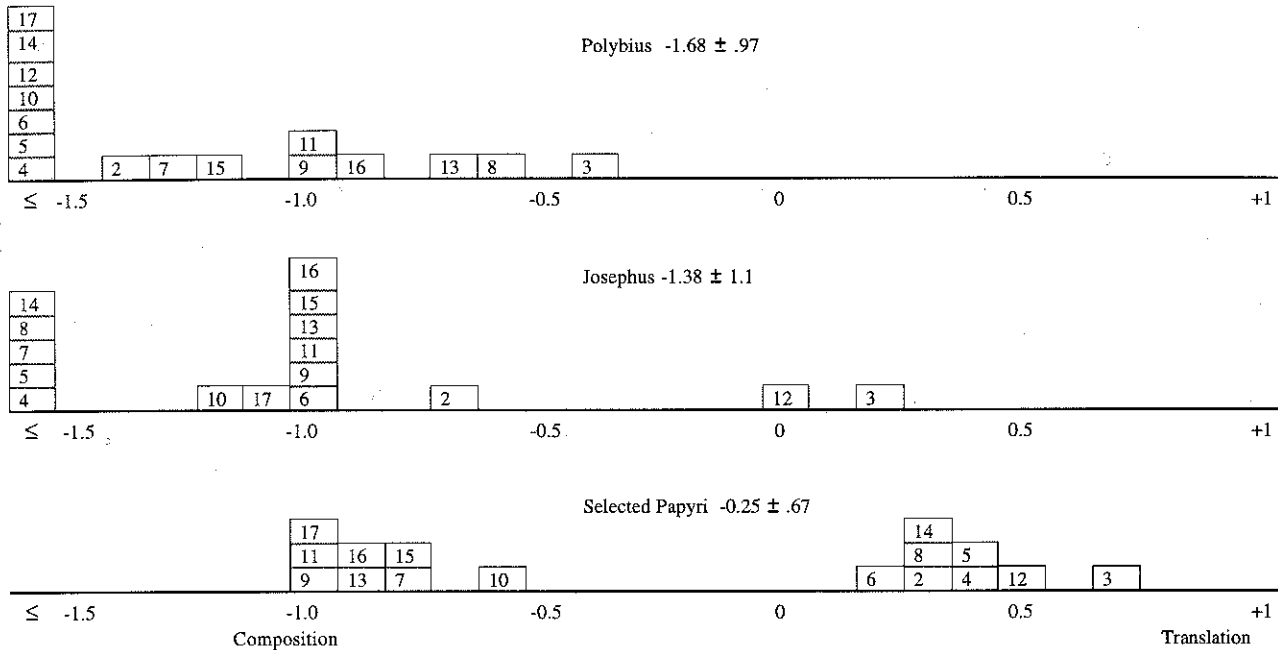 17
14
Polybius -1.68 ± .97
12
10
6
5 11
4 2 7 15 9 16 13 8 3
≤ -1.5 -1.0 -0.5 0 0.5 +1
16
Josephus -1.38 ± 1.1
14 15
8 13
7 11
5 9
4 10 17 6 2 12 3
≤ -1.5 -1.0 -0.5 0 0.5 +1
Selected Papyri -0.25 ± .67
17 14
11 16 15 8 5
9 13 7 10 6 2 4 12 3
≤ -1.5 -1.0 -0.5 0 0.5 +1
Composition Translation